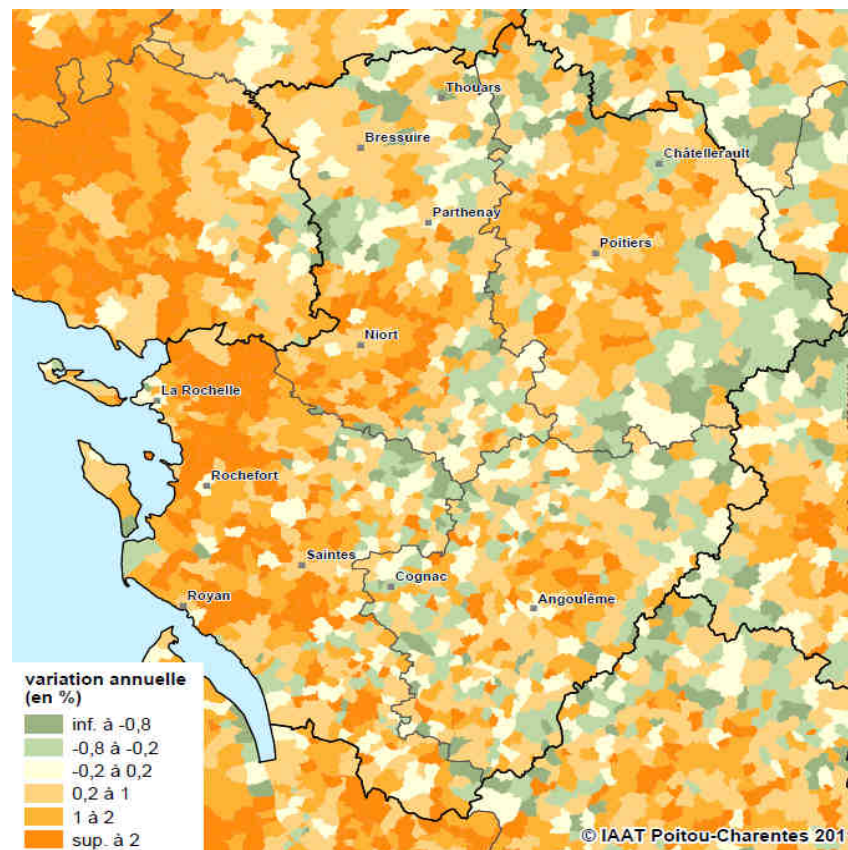 Thouars
Bressuire
Châtellerault
Parthenay
Poitiers
Niort
La Rochelle
Rochefort
Saintes
Cognac
Angoulême
Royan
variation annuelle
(en %)
inf. à -0,8
-0,8 à -0,2
-0,2 à 0,2
0,2 à 1
1 à 2
sup. à 2
© IAAT Poitou-Charentes 201